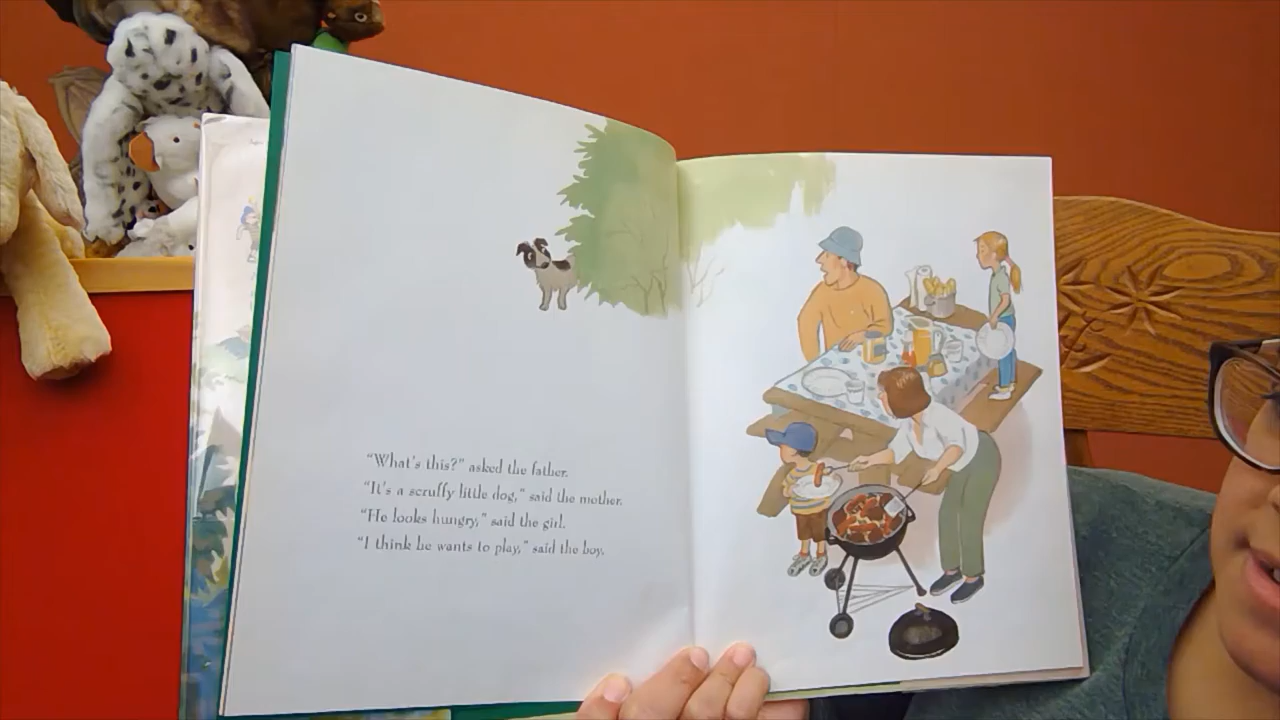 “What’s this?” asked the father.
“It’s a scruffy little dog,” said the mother.
“He looks hungry,” said the girl.
“I think he wants to play,” said the boy.